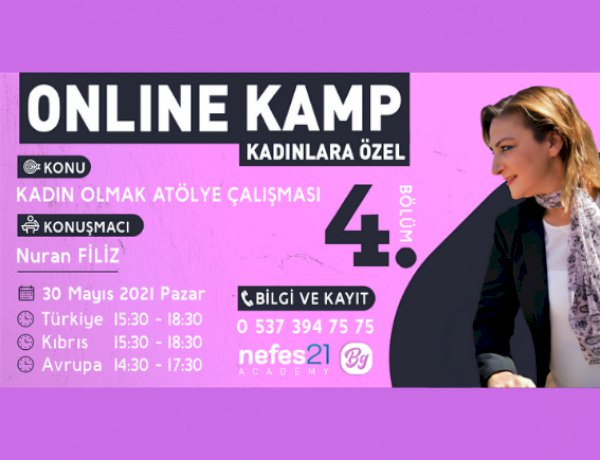 ONLINE KAMP
KADINLARA ÖZEL
KONU
KADIN OLMAK ATÖLYE ÇALIŞMASI
KONUŞMACI
Nuran FİLİZ
4. BÖLÜM
30 Mayıs 2021 Pazar
Türkiye 15:30 - 18:30
Kıbrıs 15:30 - 18:30
Avrupa 14:30 - 17:30
BİLGİ VE KAYIT
0 537 394 75 75
nefes21
ACADEMY
By